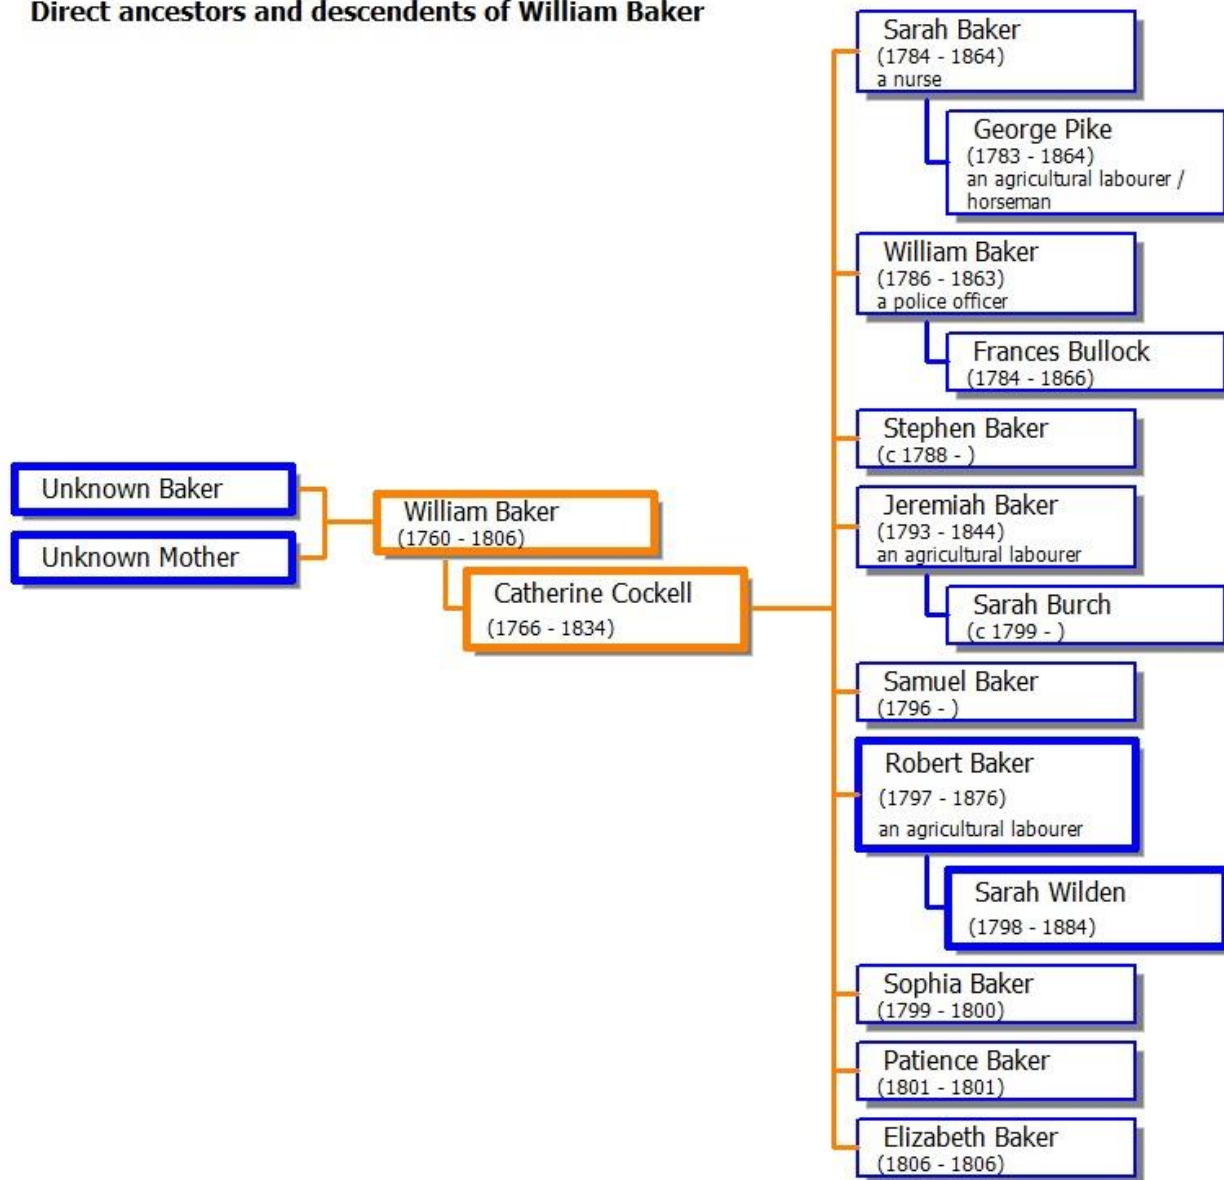 Direct ancestors and descendents of William Baker
Unknown Baker
Unknown Mother
William Baker
(1760 - 1806)
Catherine Cockell
(1766 - 1834)
Sarah Baker
(1784 - 1864)
a nurse
George Pike
(1783 - 1864)
an agricultural labourer /
horseman
William Baker
(1786 - 1863)
a police officer
Frances Bullock
(1784 - 1866)
Stephen Baker
(c 1788 - )
Jeremiah Baker
(1793 - 1844)
an agricultural labourer
Sarah Burch
(c 1799 - )
Samuel Baker
(1796 - )
Robert Baker
(1797 - 1876)
an agricultural labourer
Sarah Wilden
(1798 - 1884)
Sophia Baker
(1799 - 1800)
Patience Baker
(1801 - 1801)
Elizabeth Baker
(1806 - 1806)